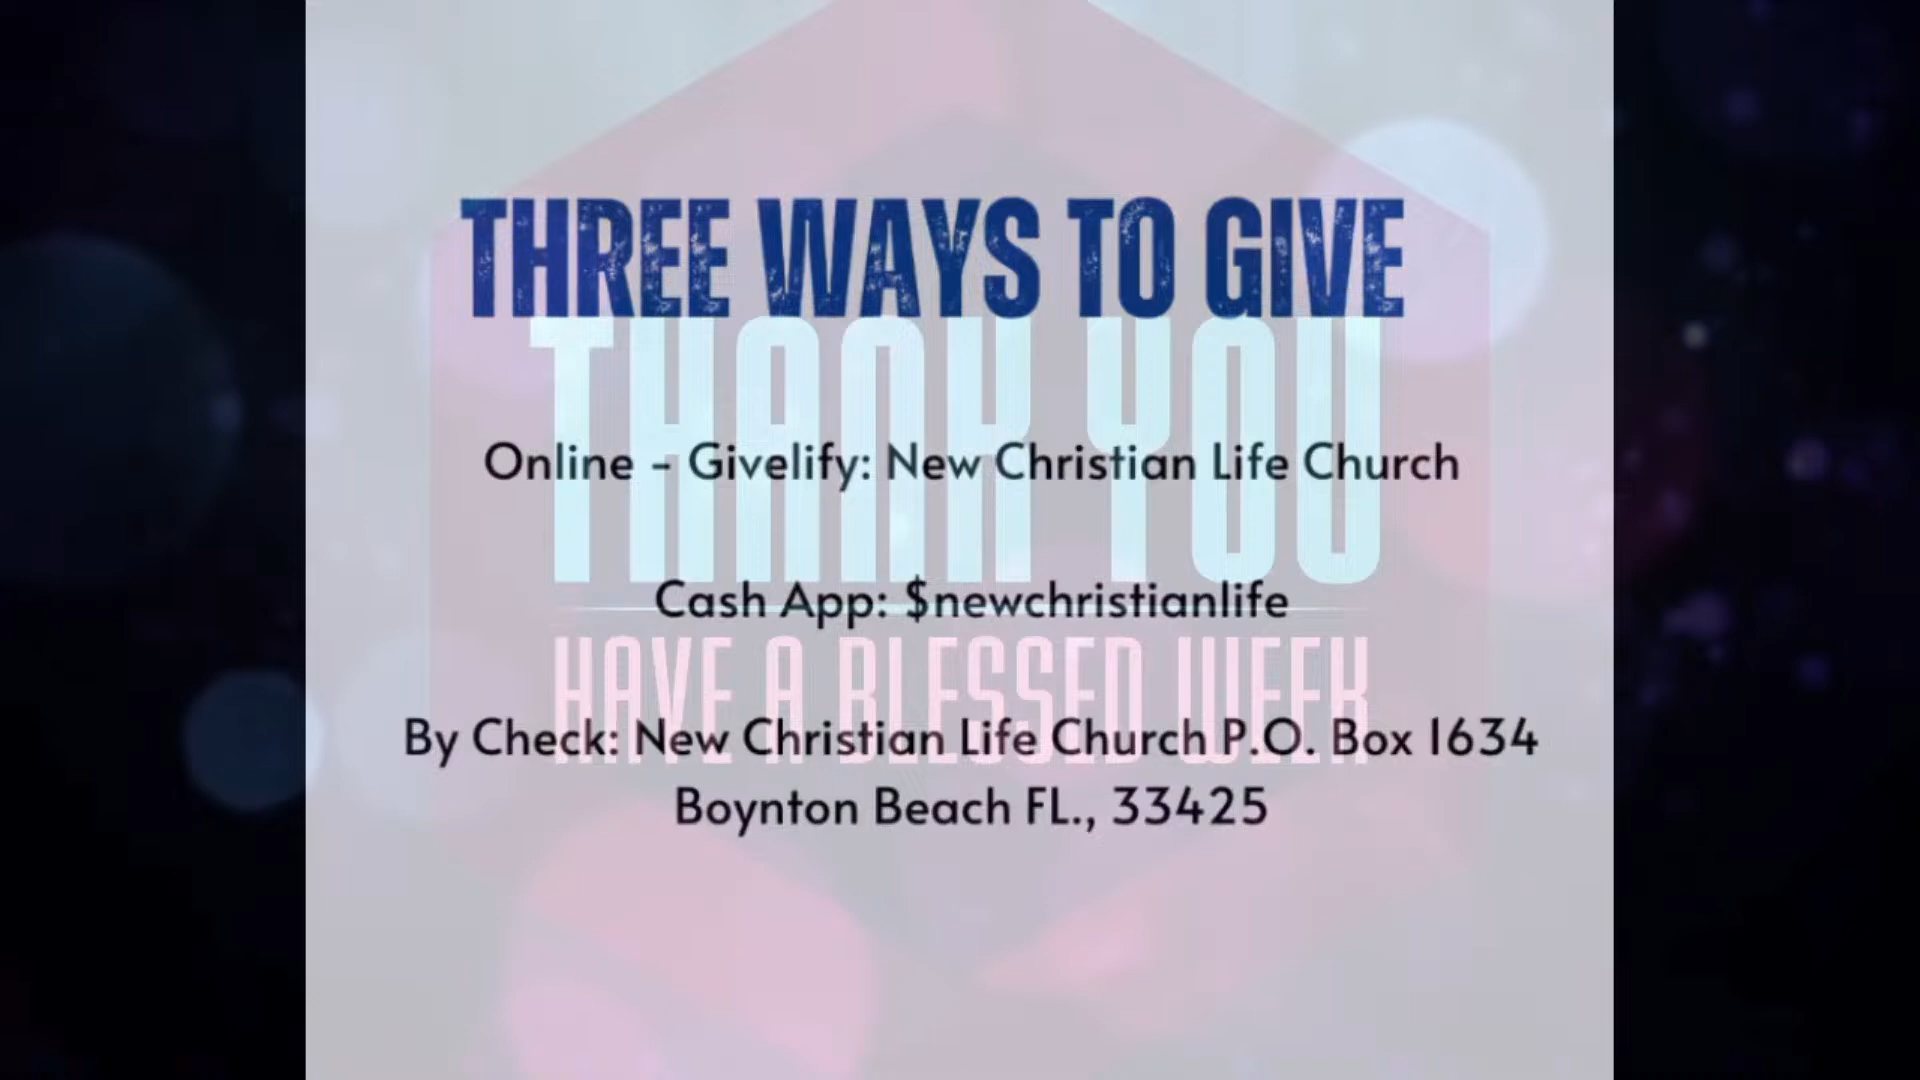 THREE WAYS TO GIVE
THANK YOU
Online - Givelify: New Christian Life Church
Cash App: $newchristianlife
HAVE A BLESSED WEEK
By Check: New Christian Life Church P.O. Box 1634
Boynton Beach FL., 33425